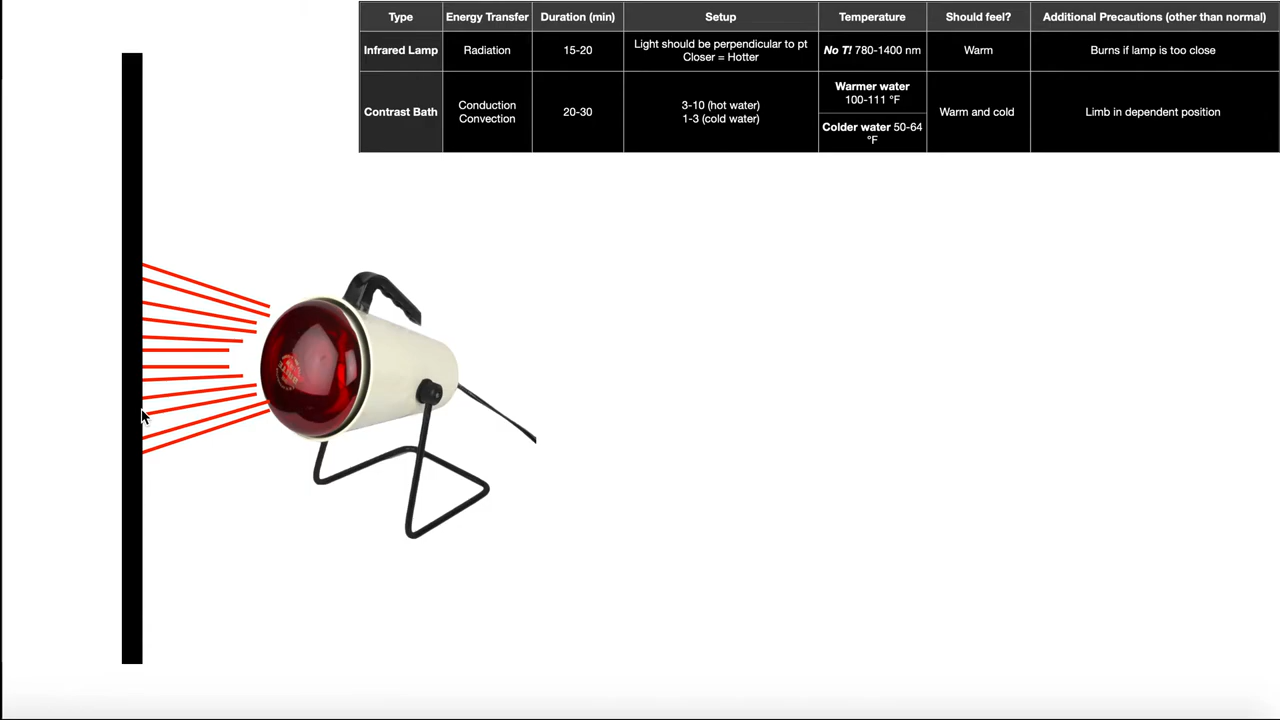 Type Energy Transfer Duration (min) Setup Temperature Should feel? Additional Precautions (other than normal)
Infrared Lamp Radiation 15-20 Light should be perpendicular to pt
Closer = Hotter No T! 780-1400 nm Warm Burns if lamp is too close
Contrast Bath Conduction
Convection 20-30 3-10 (hot water)
1-3 (cold water) Warmer water
100-111 °F
Colder water 50-64
°F Warm and cold Limb in dependent position